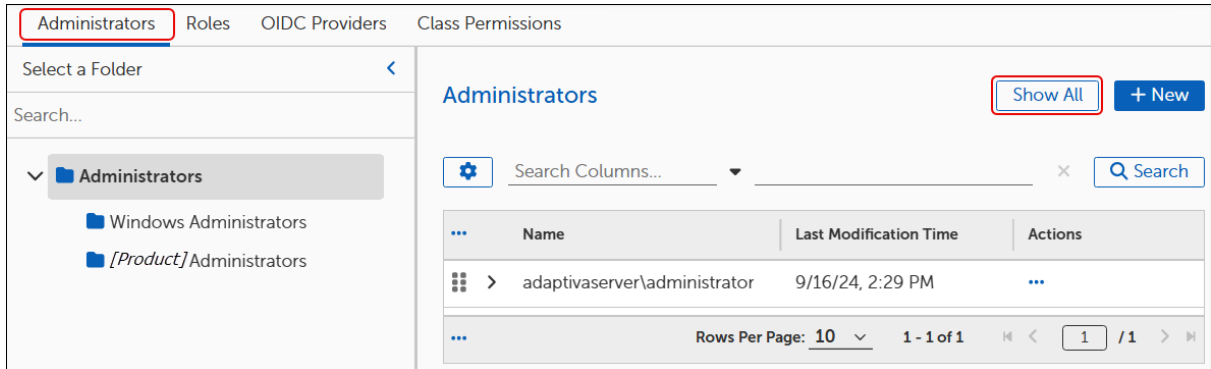 Administrators Roles OIDC Providers Class Permissions
Select a Folder
Search...
Administrators
Windows Administrators
[Product] Administrators
Administrators
Show All
+ New
Search Columns...
Search
Name Last Modification Time Actions
adaptivaserver\administrator 9/16/24, 2:29 PM
Rows Per Page: 10 1 - 1 of 1 1 / 1